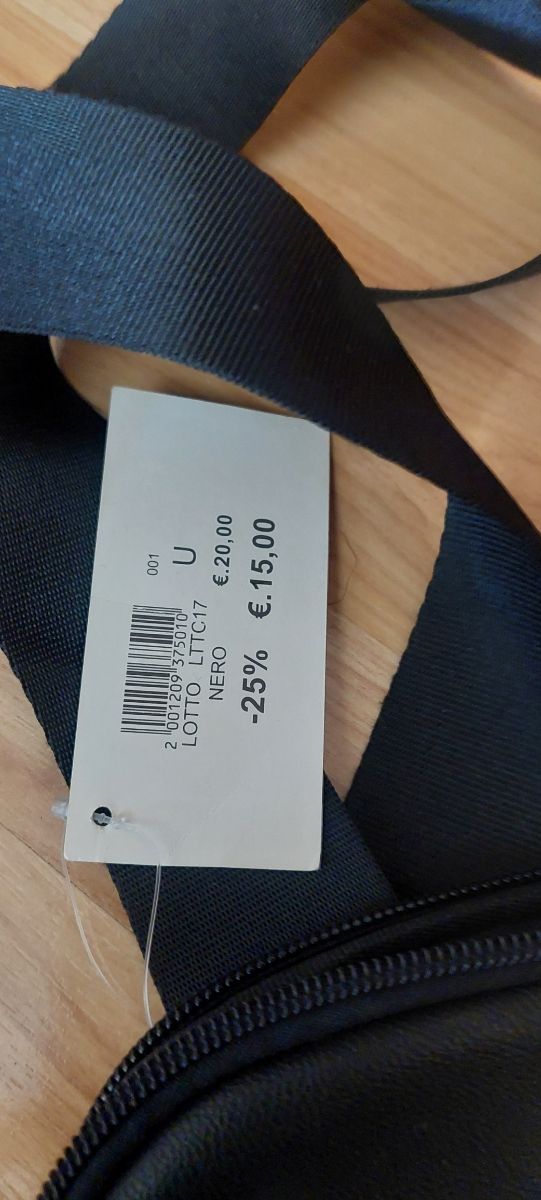 001
U
2 001209 375010
LOTTO LTTC17
NERO €.20,00
-25% €.15,00